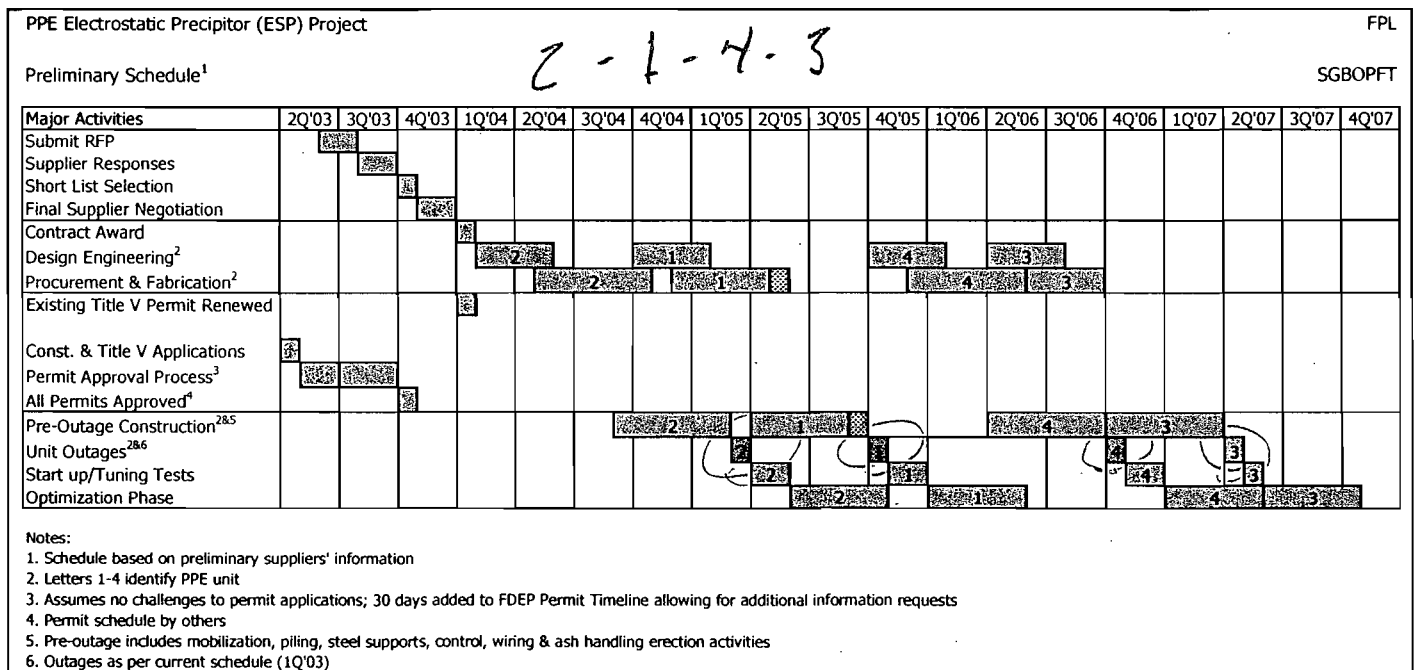 PPE Electrostatic Precipitor (ESP) Project FPL
2 - 1 - 4 - 3
Preliminary Schedule¹ SGBOPFT
Major Activities 2Q'03 3Q'03 4Q'03 1Q'04 2Q'04 3Q'04 4Q'04 1Q'05 2Q'05 3Q'05 4Q'05 1Q'06 2Q'06 3Q'06 4Q'06 1Q'07 2Q'07 3Q'07 4Q'07
Submit RFP
Supplier Responses
Short List Selection
Final Supplier Negotiation
Contract Award
Design Engineering² 2 1 4 3
Procurement & Fabrication² 2 1 4 3
Existing Title V Permit Renewed
Const. & Title V Applications
Permit Approval Process³
All Permits Approved⁴
Pre-Outage Construction²&⁵ 2 1 4 3
Unit Outages²&⁶ 2 1 4 3
Start up/Tuning Tests 2 1 4 3
Optimization Phase 2 1 4 3
Notes:
1. Schedule based on preliminary suppliers' information
2. Letters 1-4 identify PPE unit
3. Assumes no challenges to permit applications; 30 days added to FDEP Permit Timeline allowing for additional information requests
4. Permit schedule by others
5. Pre-outage includes mobilization, piling, steel supports, control, wiring & ash handling erection activities
6. Outages as per current schedule (1Q'03)